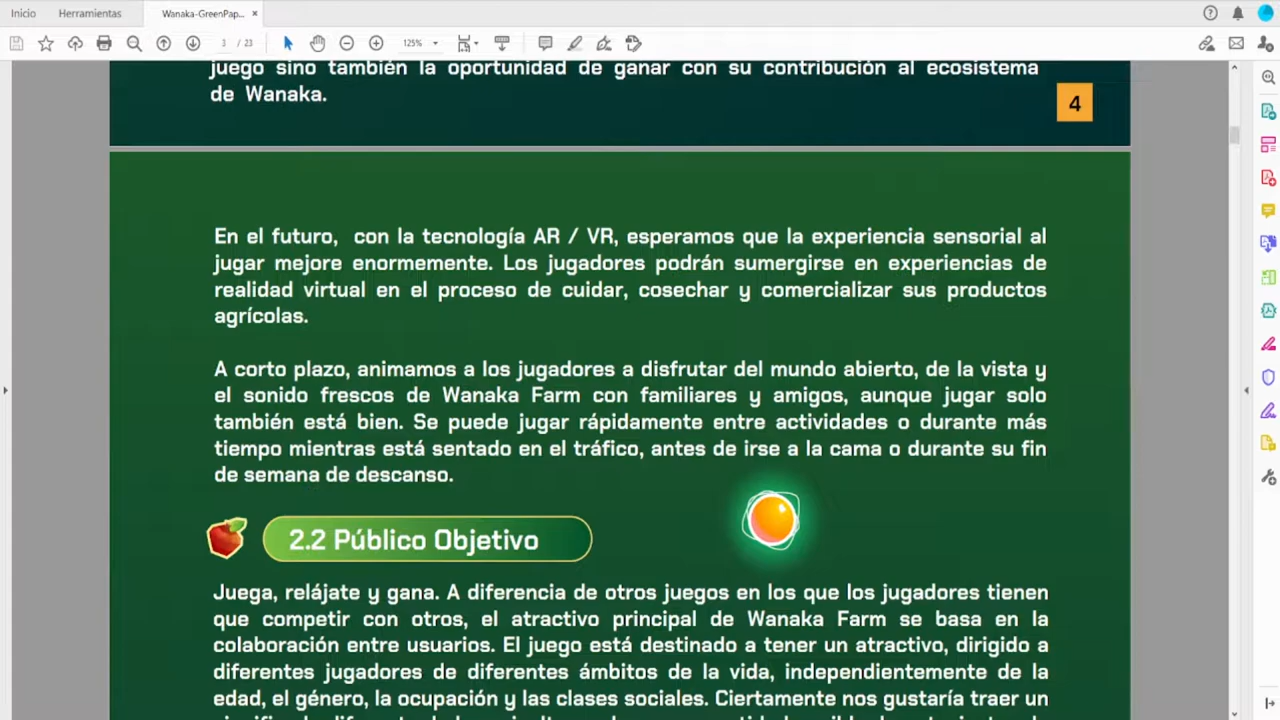 Inicio Herramientas Wanaka-GreenPap... ×
3 / 23 125%
juego sino también la oportunidad de ganar con su contribución al ecosistema
de Wanaka.
4
En el futuro, con la tecnología AR / VR, esperamos que la experiencia sensorial al
jugar mejore enormemente. Los jugadores podrán sumergirse en experiencias de
realidad virtual en el proceso de cuidar, cosechar y comercializar sus productos
agrícolas.
A corto plazo, animamos a los jugadores a disfrutar del mundo abierto, de la vista y
el sonido frescos de Wanaka Farm con familiares y amigos, aunque jugar solo
también está bien. Se puede jugar rápidamente entre actividades o durante más
tiempo mientras está sentado en el tráfico, antes de irse a la cama o durante su fin
de semana de descanso.
2.2 Público Objetivo
Juega, relájate y gana. A diferencia de otros juegos en los que los jugadores tienen
que competir con otros, el atractivo principal de Wanaka Farm se basa en la
colaboración entre usuarios. El juego está destinado a tener un atractivo, dirigido a
diferentes jugadores de diferentes ámbitos de la vida, independientemente de la
edad, el género, la ocupación y las clases sociales. Ciertamente nos gustaría traer un